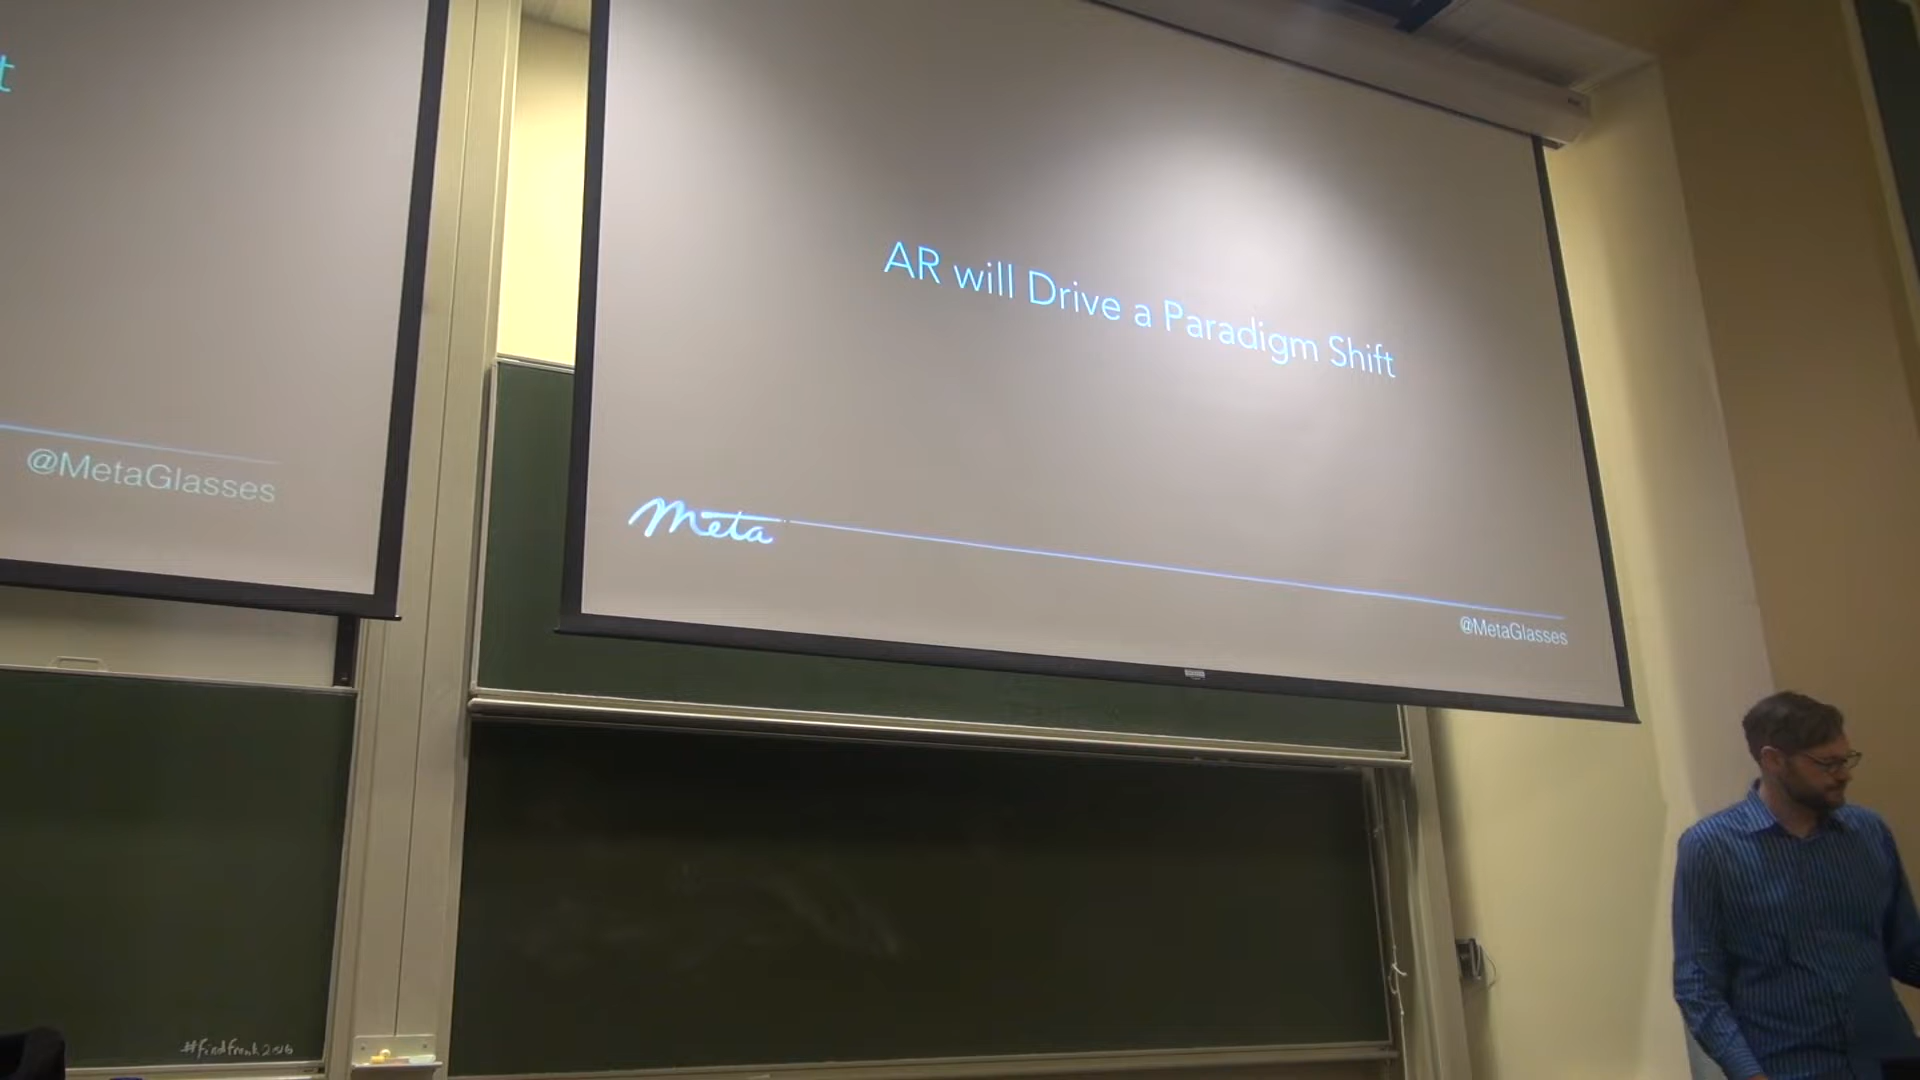 t
@MetaGlasses
AR will Drive a Paradigm Shift
meta
@MetaGlasses
#findfrank2016